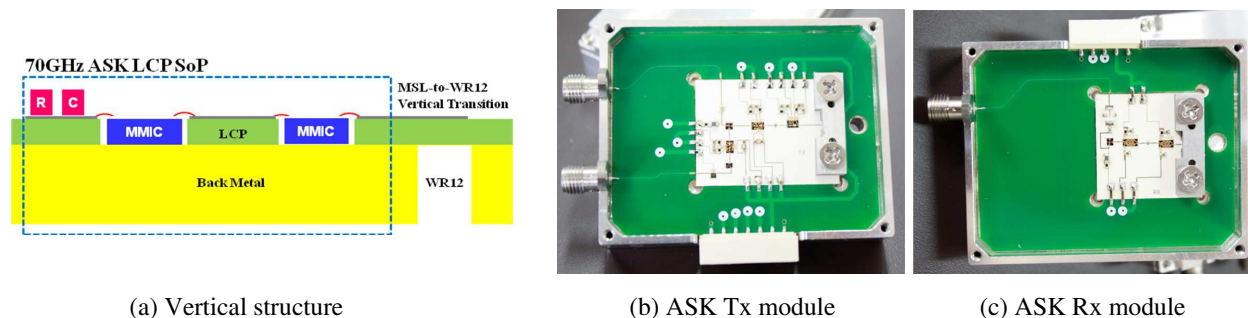 70GHz ASK LCP SoP
R
C
MSL-to-WR12
Vertical Transition
MMIC
LCP
MMIC
Back Metal
WR12
(a) Vertical structure
(b) ASK Tx module
(c) ASK Rx module